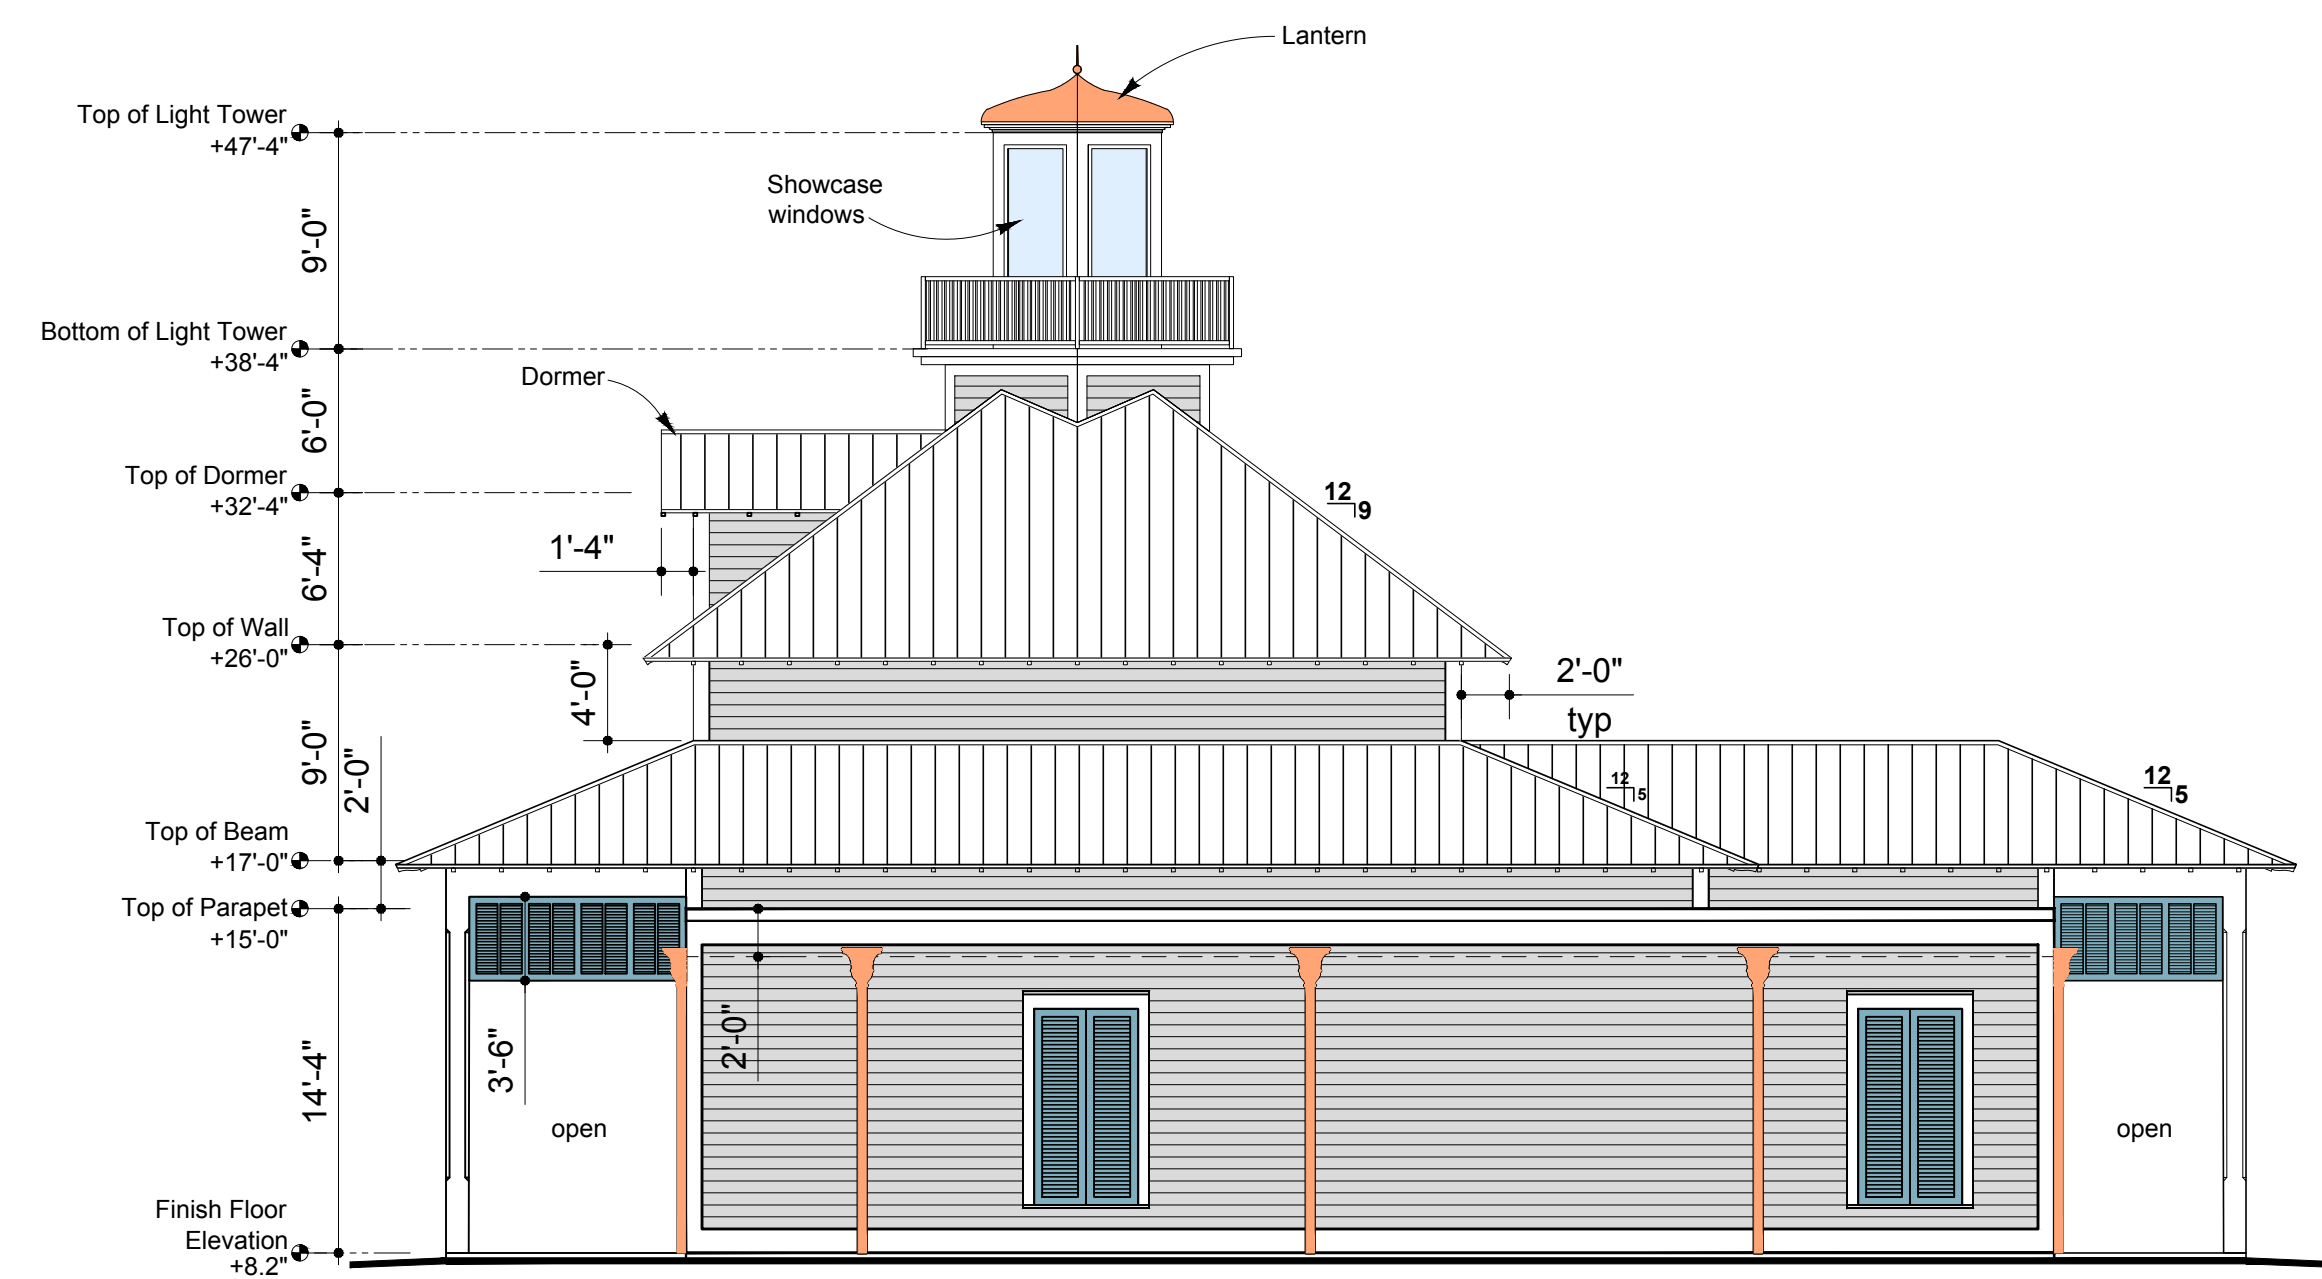 Lantern
Top of Light Tower
+47'-4"
Showcase
windows
9'-0"
Bottom of Light Tower
+38'-4"
Dormer
6'-0"
Top of Dormer
+32'-4"
12
9
1'-4"
6'-4"
Top of Wall
+26'-0"
4'-0"
2'-0"
typ
9'-0"
2'-0"
12
5
12
5
Top of Beam
+17'-0"
Top of Parapet
+15'-0"
3'-6"
2'-0"
14'-4"
open
open
Finish Floor
Elevation
+8.2"